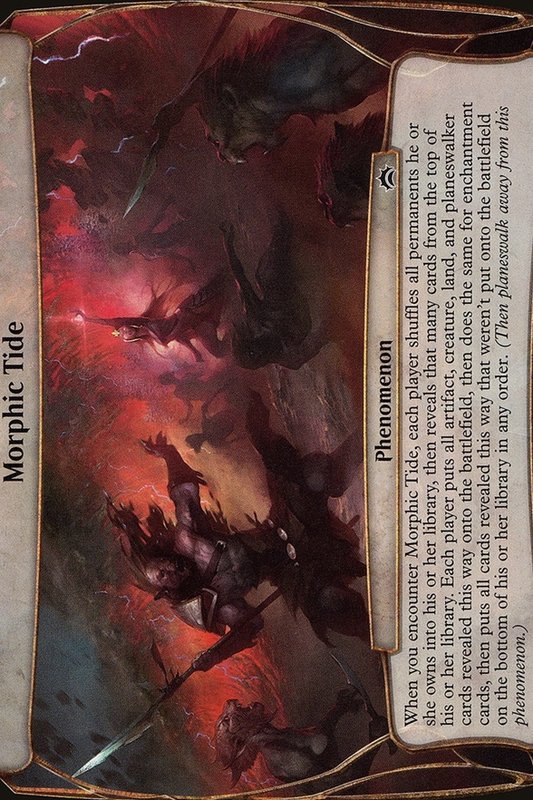 Morphic Tide
Phenomenon
When you encounter Morphic Tide, each player shuffles all permanents he or
she owns into his or her library, then reveals that many cards from the top of
his or her library. Each player puts all artifact, creature, land, and planeswalker
cards revealed this way onto the battlefield, then does the same for enchantment
cards, then puts all cards revealed this way that weren't put onto the battlefield
on the bottom of his or her library in any order. (Then planeswalk away from this
phenomenon.)